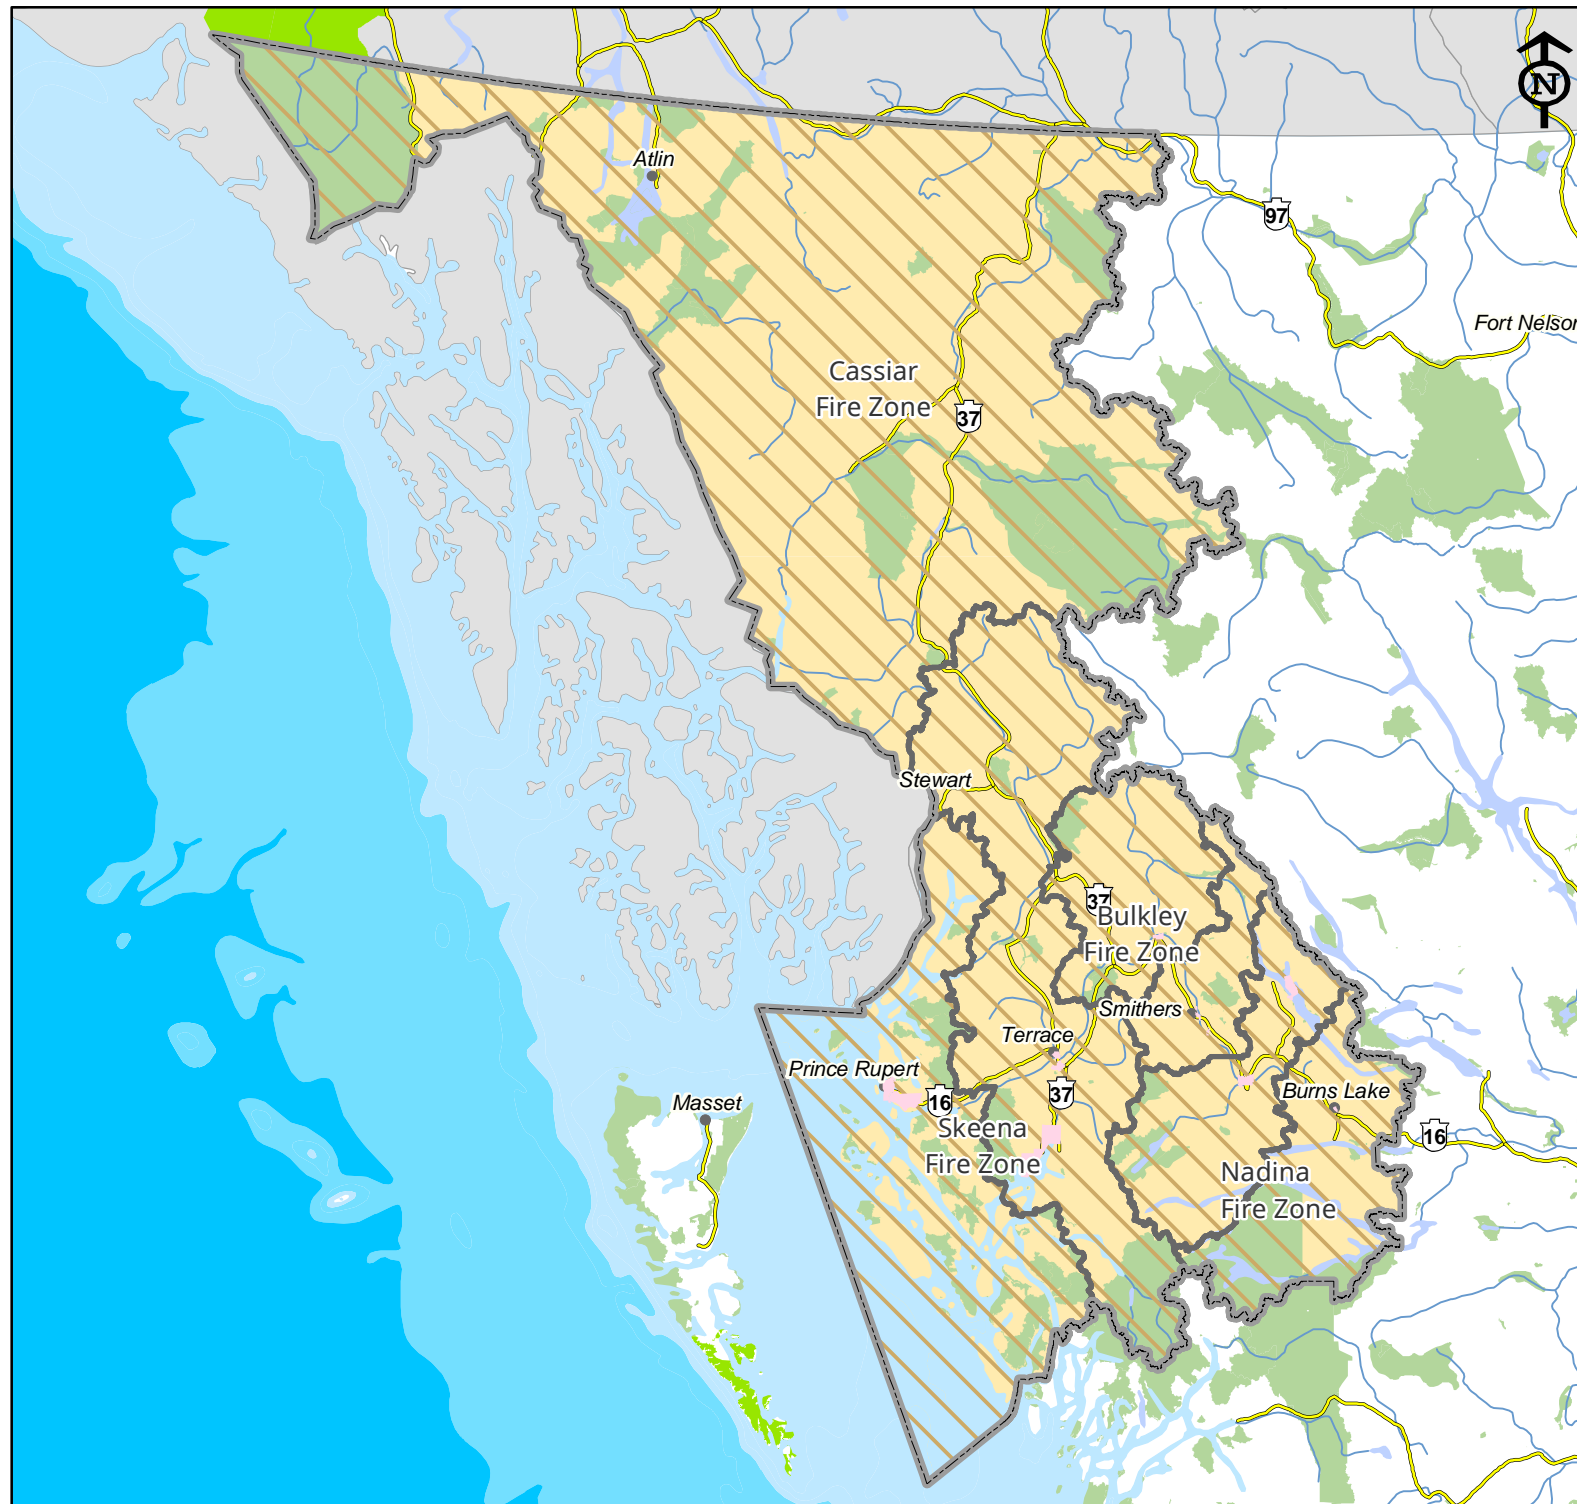 N
Atlin
97
Fort Nelson
Cassiar
Fire Zone
37
Stewart
37
Bulkley
Fire Zone
Smithers
Terrace
Prince Rupert
Burns Lake
37
16
Masset
Skeena
Fire Zone
16
Nadina
Fire Zone